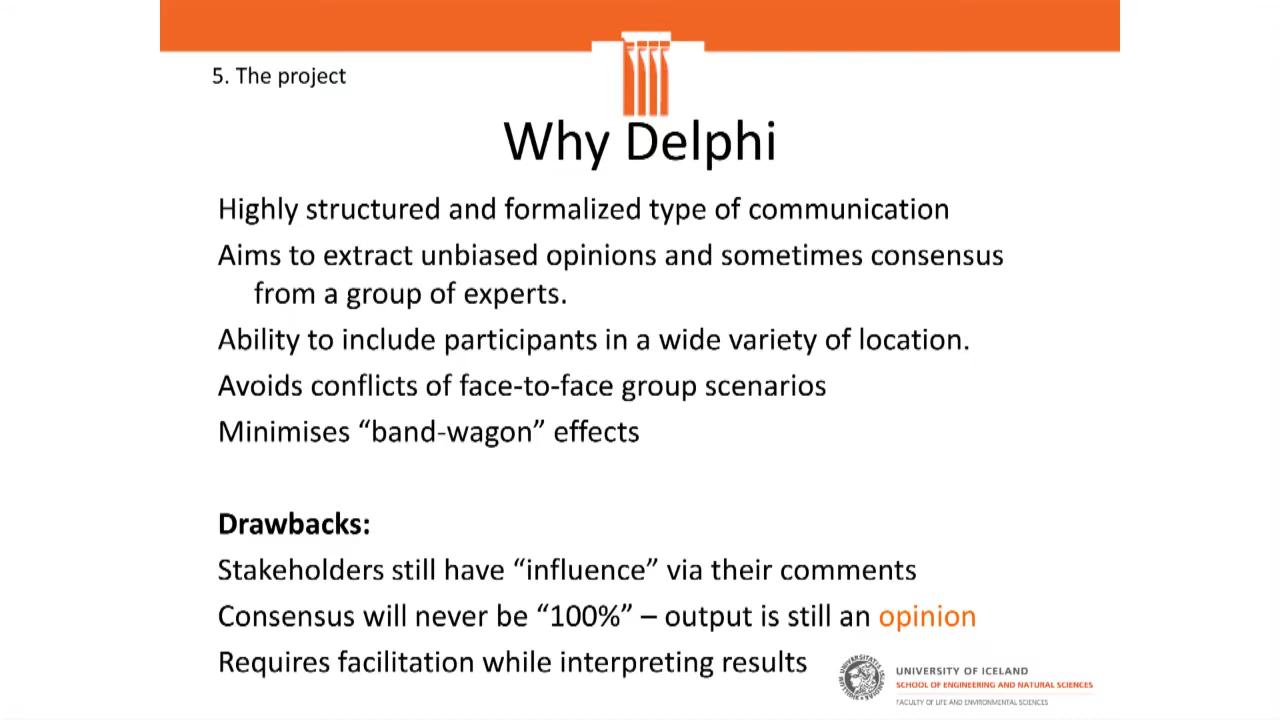 5. The project
Why Delphi
Highly structured and formalized type of communication
Aims to extract unbiased opinions and sometimes consensus
from a group of experts.
Ability to include participants in a wide variety of location.
Avoids conflicts of face-to-face group scenarios
Minimises “band-wagon” effects
Drawbacks:
Stakeholders still have “influence” via their comments
Consensus will never be “100%” – output is still an opinion
Requires facilitation while interpreting results
UNIVERSITY OF ICELAND
SCHOOL OF ENGINEERING AND NATURAL SCIENCES
FACULTY OF LIFE AND ENVIRONMENTAL SCIENCES